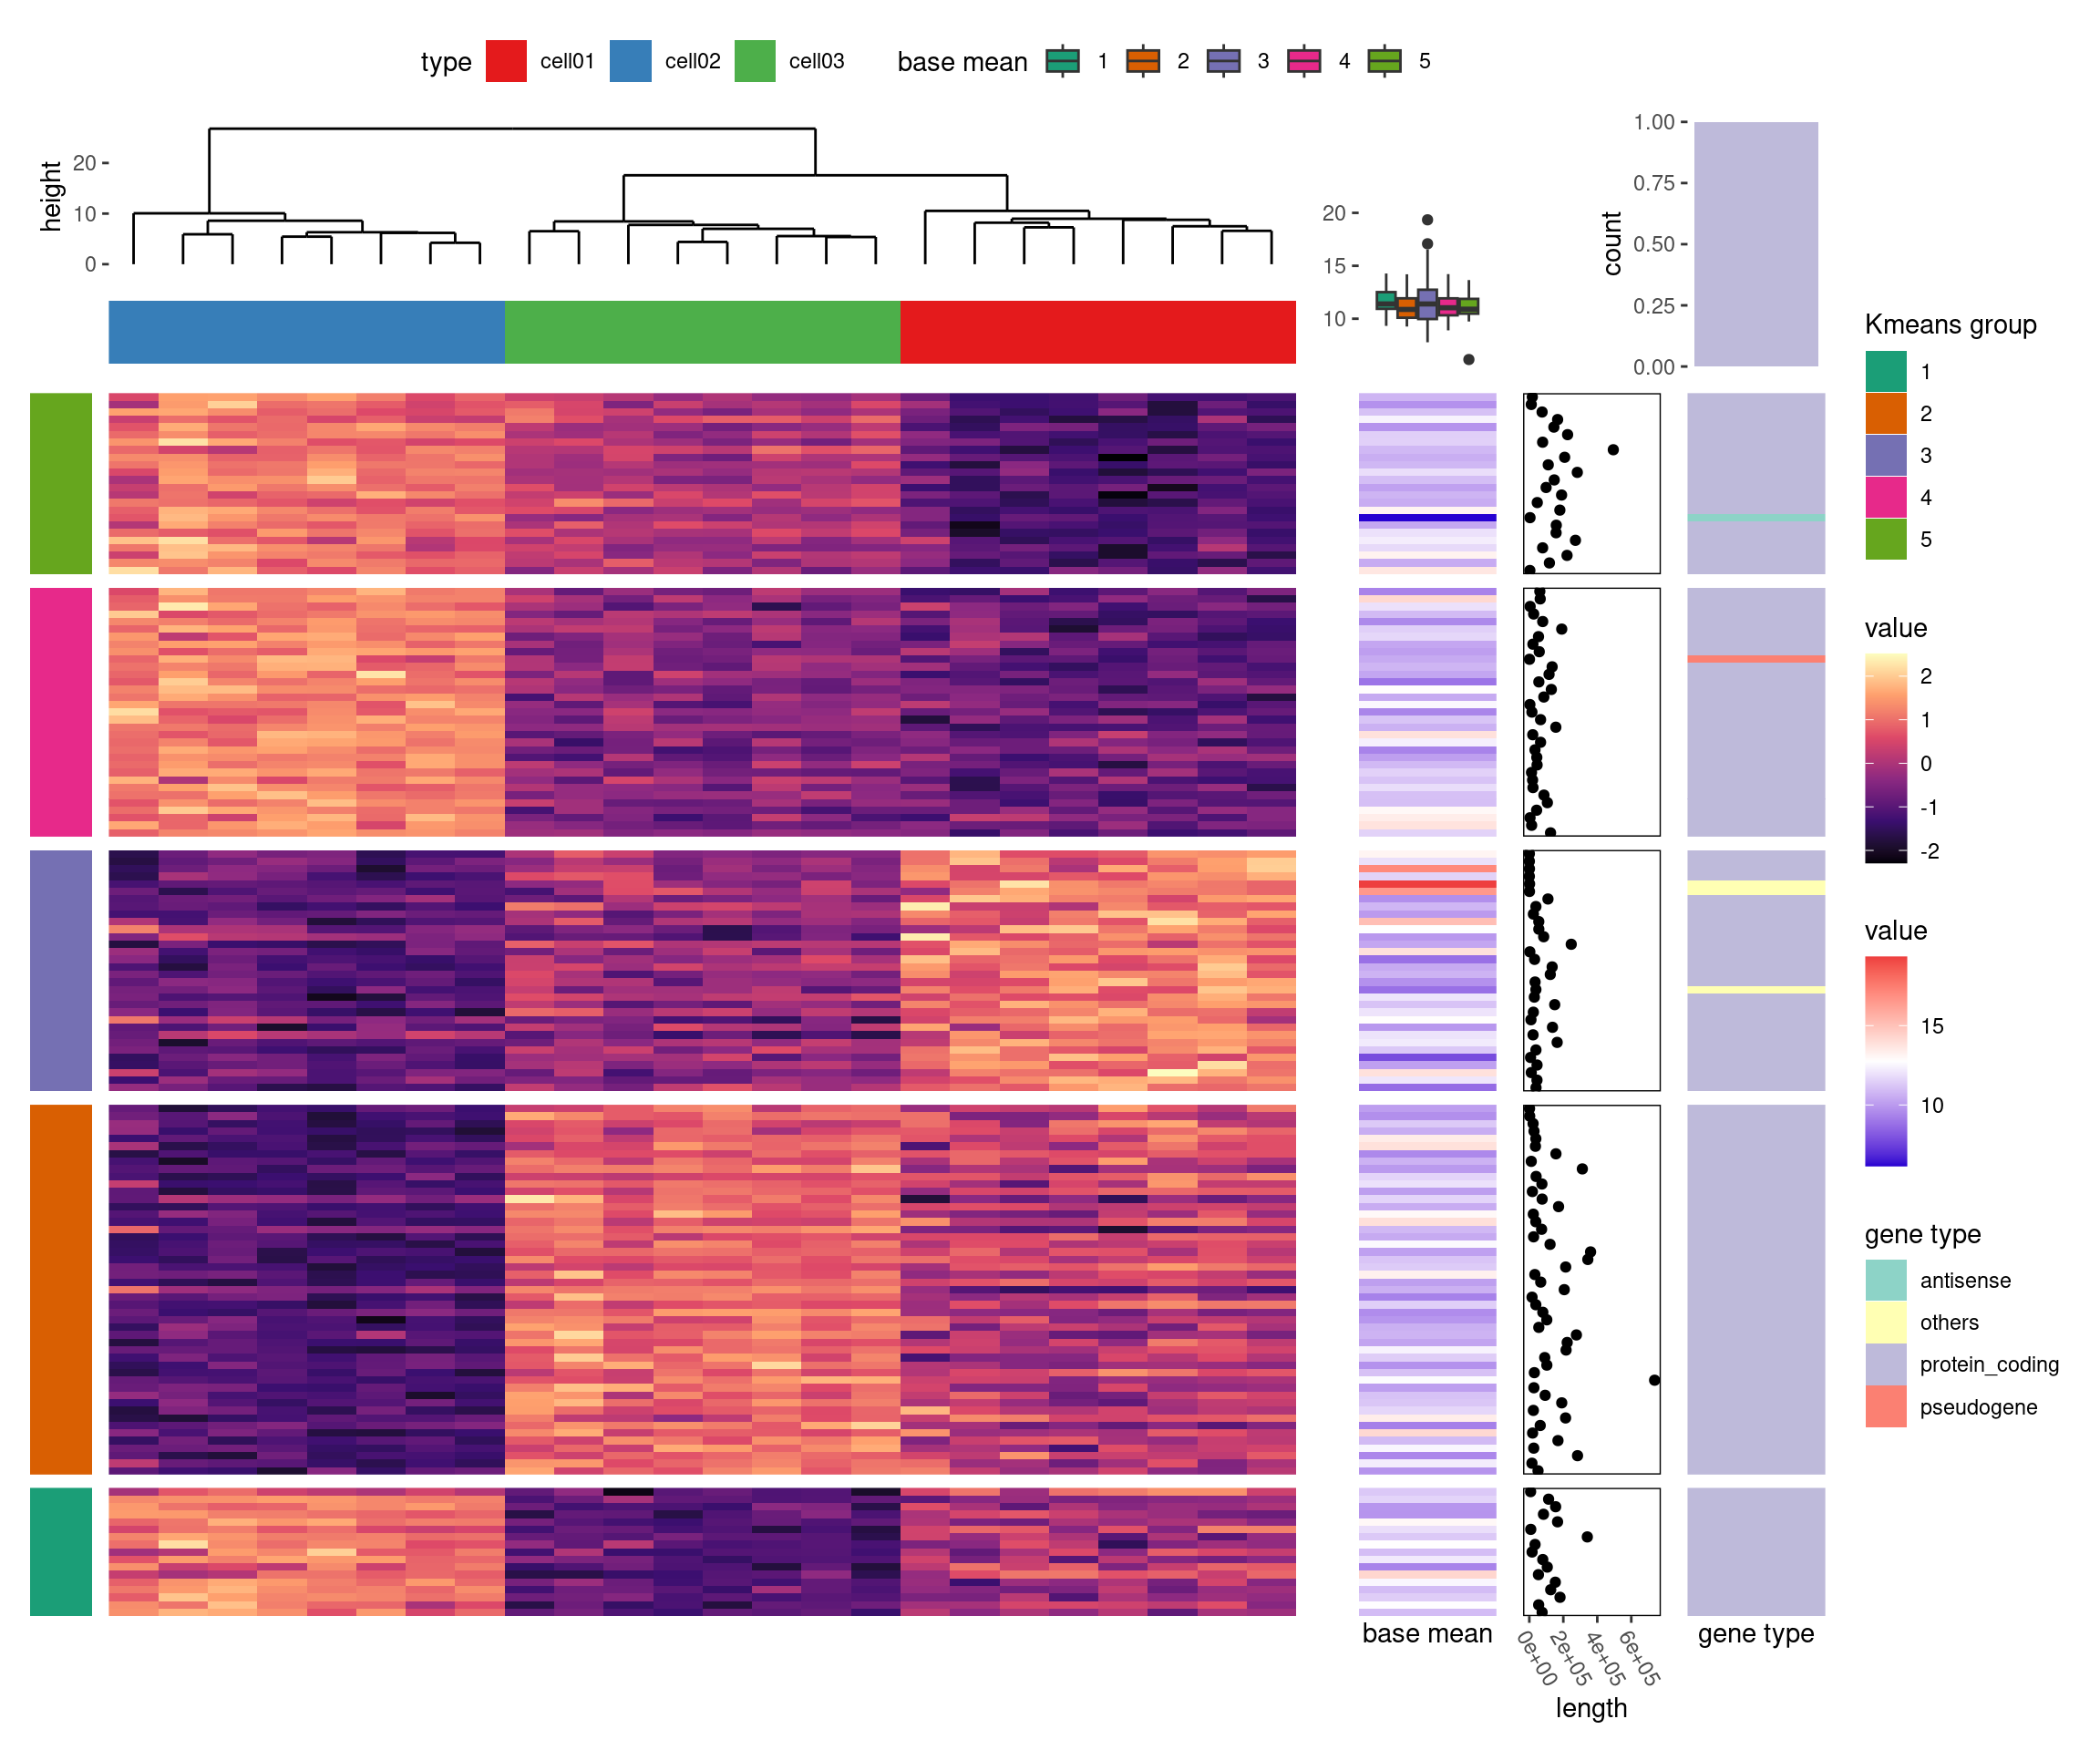 type cell01 cell02 cell03 base mean 1 2 3 4 5
height
20
10
0
20
15
10
count
1.00
0.75
0.50
0.25
0.00
Kmeans group
1
2
3
4
5
value
2
1
0
-1
-2
value
15
10
gene type
antisense
others
protein_coding
pseudogene
base mean
0e+00 2e+05 4e+05 6e+05
length
gene type